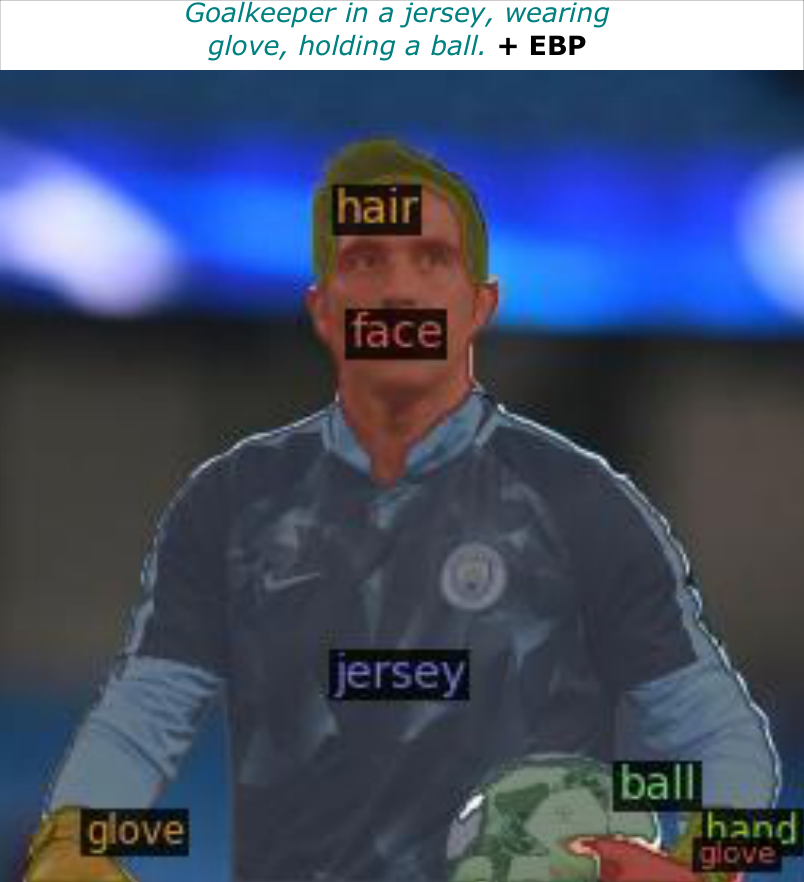 Goalkeeper in a jersey, wearing
glove, holding a ball. + EBP
hair
face
jersey
ball
glove
hand
glove